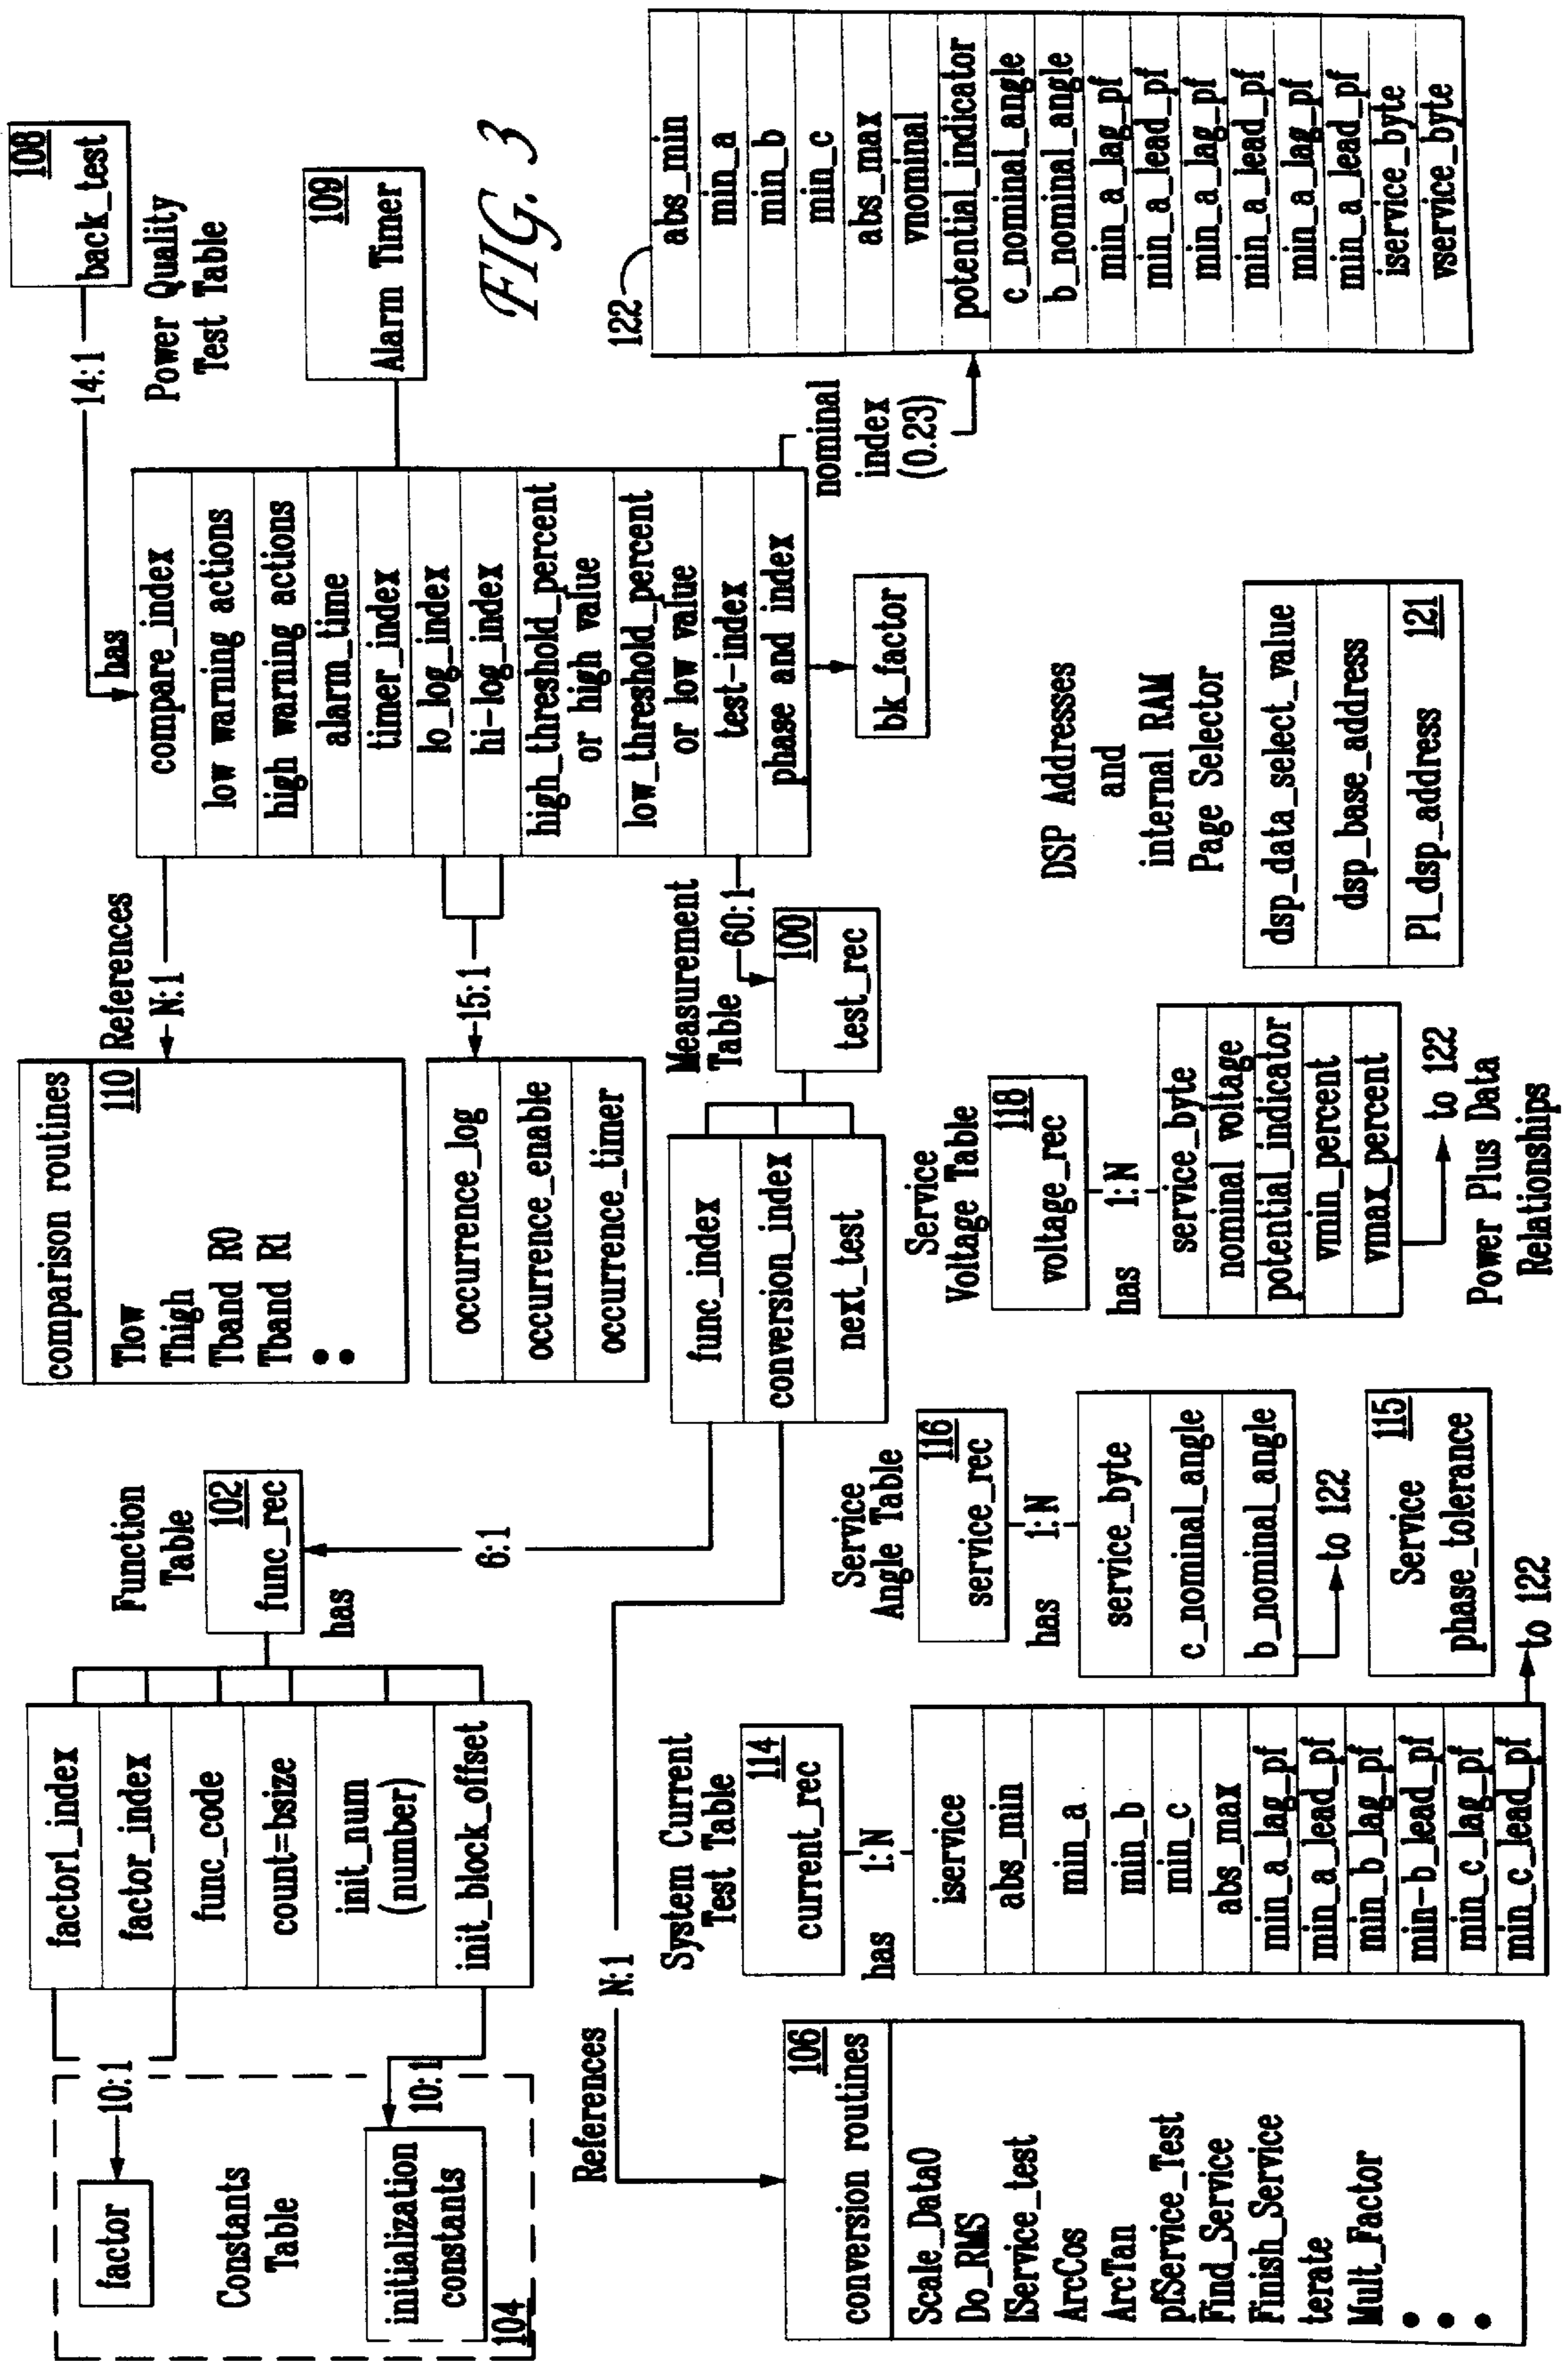 108
back_test
14:1
Power Quality
Test Table
has
compare_index
low warning actions
high warning actions
alarm_time
timer_index
lo_log_index
hi-log_index
high_threshold_percent
or high value
low_threshold_percent
or low value
test-index
phase and index
109
Alarm Timer
FIG. 3
122
abs_min
min_a
min_b
min_c
abs_max
vnominal
potential_indicator
c_nominal_angle
b_nominal_angle
min_a_lag_pf
min_a_lead_pf
min_a_lag_pf
min_a_lead_pf
min_a_lag_pf
min_a_lead_pf
iservice_byte
vservice_byte
nominal
index
(0.23)
bk_factor
References
N:1
comparison routines
110
Tlow
Thigh
Tband R0
Tband R1
15:1
occurrence_log
occurrence_enable
occurrence_timer
Measurement
Table
60:1
100
test_rec
func_index
conversion_index
next_test
DSP Addresses
and
internal RAM
Page Selector
dsp_data_select_value
dsp_base_address
P1_dsp_address
121
Function
Table
102
func_rec
has
6:1
factor1_index
factor_index
func_code
count=bsize
init_num
(number)
init_block_offset
10:1
factor
Constants
Table
10:1
initialization
constants
104
References
N:1
106
conversion routines
Scale_Data0
Do_RMS
IService_test
ArcCos
ArcTan
pfService_Test
Find_Service
Finish_Service
terate
Mult_Factor
System Current
Test Table
114
current_rec
has
1:N
iservice
abs_min
min_a
min_b
min_c
abs_max
min_a_lag_pf
min_a_lead_pf
min_b_lag_pf
min-b_lead_pf
min_c_lag_pf
min_c_lead_pf
to 122
Service
Angle Table
116
service_rec
has
1:N
service_byte
c_nominal_angle
b_nominal_angle
to 122
115
Service
phase_tolerance
Service
Voltage Table
118
voltage_rec
has
1:N
service_byte
nominal voltage
potential_indicator
vmin_percent
vmax_percent
to 122
Power Plus Data
Relationships